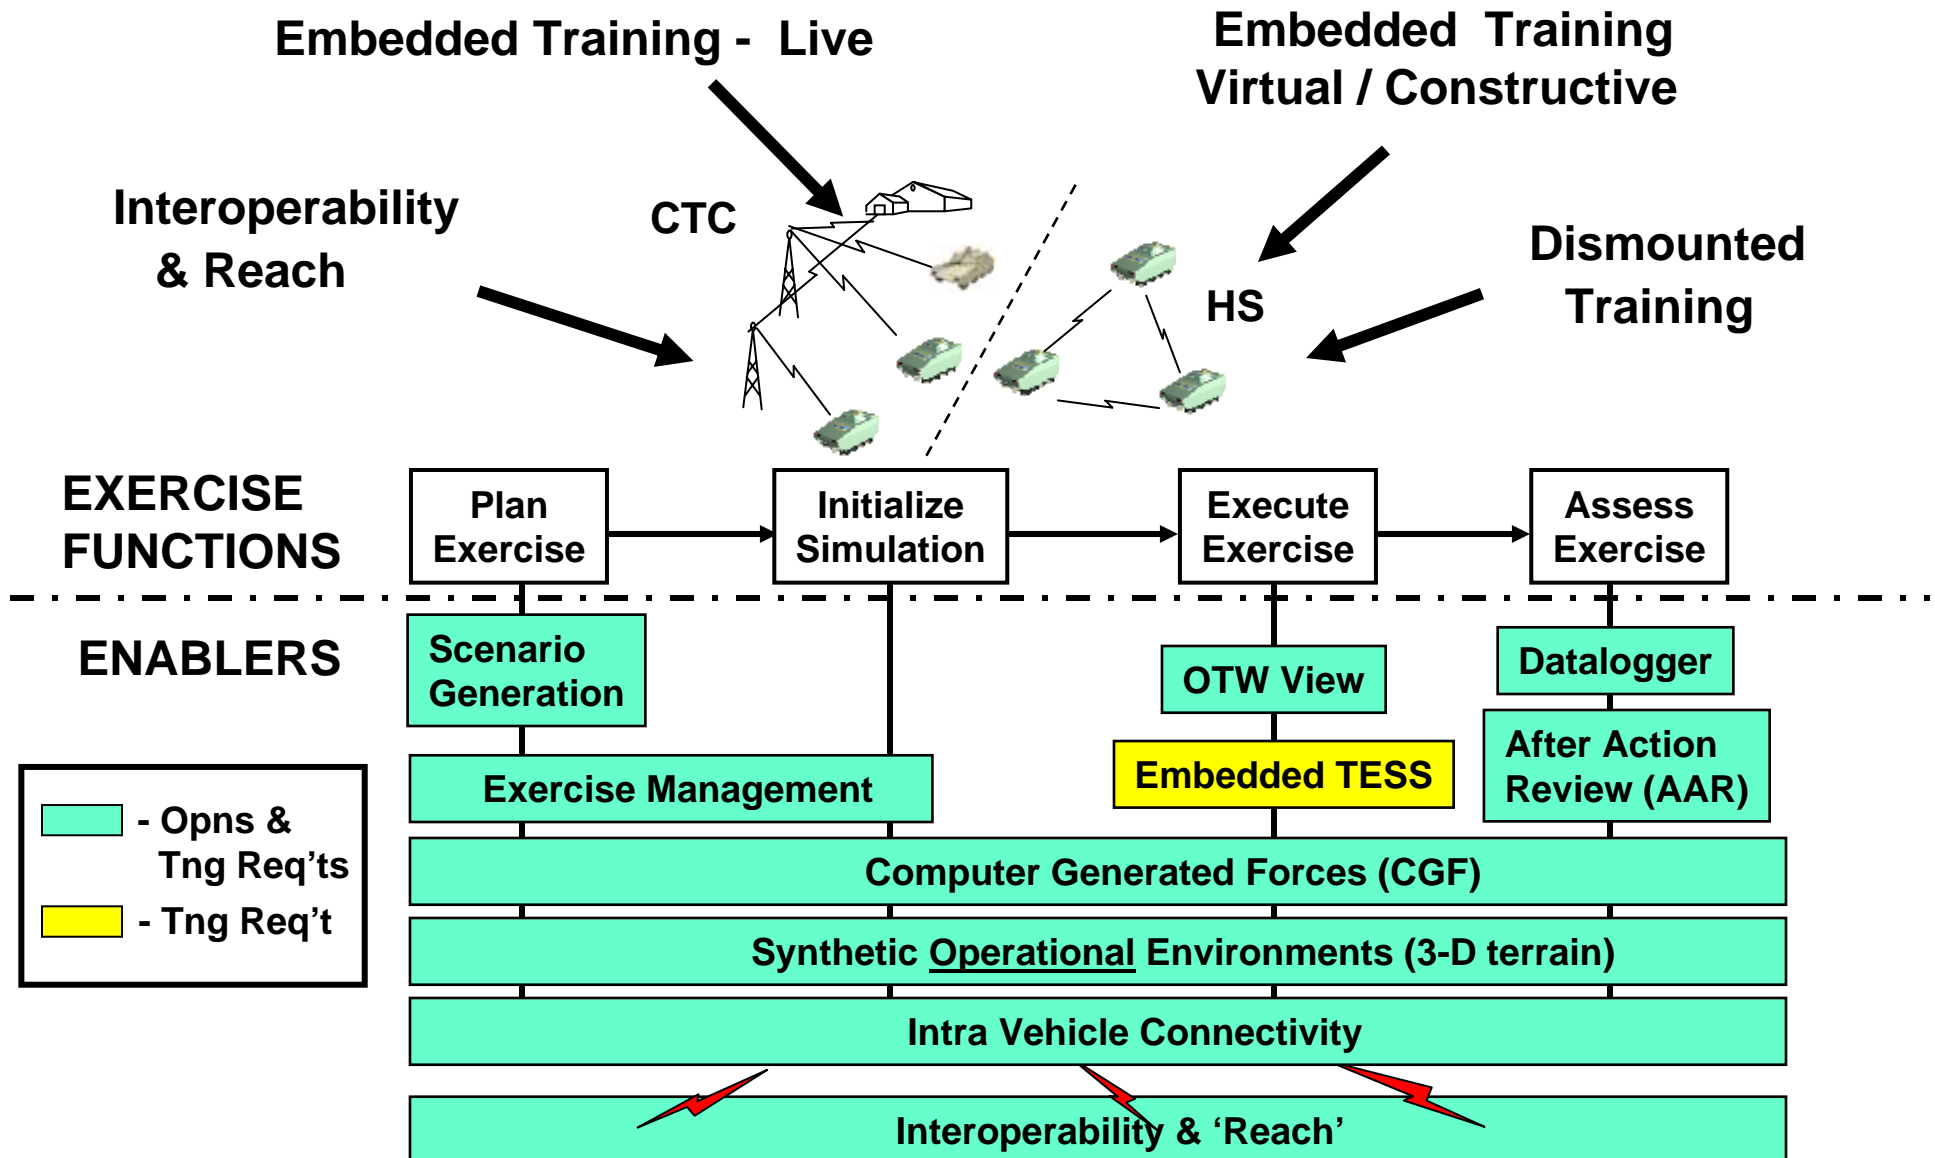 Embedded Training - Live
Embedded Training
Virtual / Constructive
Interoperability
& Reach
CTC
HS
Dismounted
Training
EXERCISE
FUNCTIONS
Plan
Exercise
Initialize
Simulation
Execute
Exercise
Assess
Exercise
ENABLERS
Scenario
Generation
OTW View
Datalogger
Exercise Management
Embedded TESS
After Action
Review (AAR)
- Opns &
Tng Req’ts
- Tng Req’t
Computer Generated Forces (CGF)
Synthetic Operational Environments (3-D terrain)
Intra Vehicle Connectivity
Interoperability & ‘Reach’